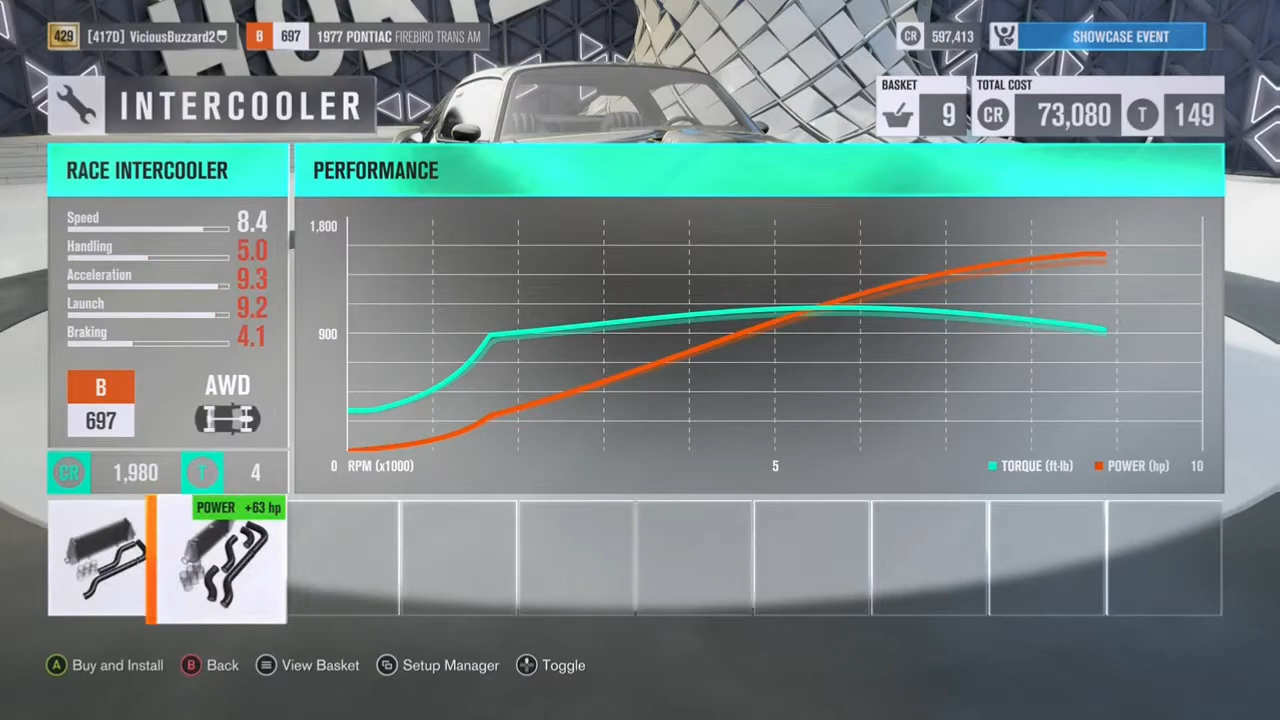 HORI
429 [417D] VíciousBuzzard2 B 697 1977 PONTIAC FIREBIRD TRANS AM
CR 597,413 SHOWCASE EVENT
INTERCOOLER
BASKET TOTAL COST
9 CR 73,080 T 149
RACE INTERCOOLER
PERFORMANCE
Speed 8.4
Handling 5.0
Acceleration 9.3
Launch 9.2
Braking 4.1
B AWD
697
CR 1,980 T 4
1,800
900
0 RPM (x1000) 5 TORQUE (ft-lb) POWER (hp) 10
POWER +63 hp
A Buy and Install B Back View Basket Setup Manager Toggle